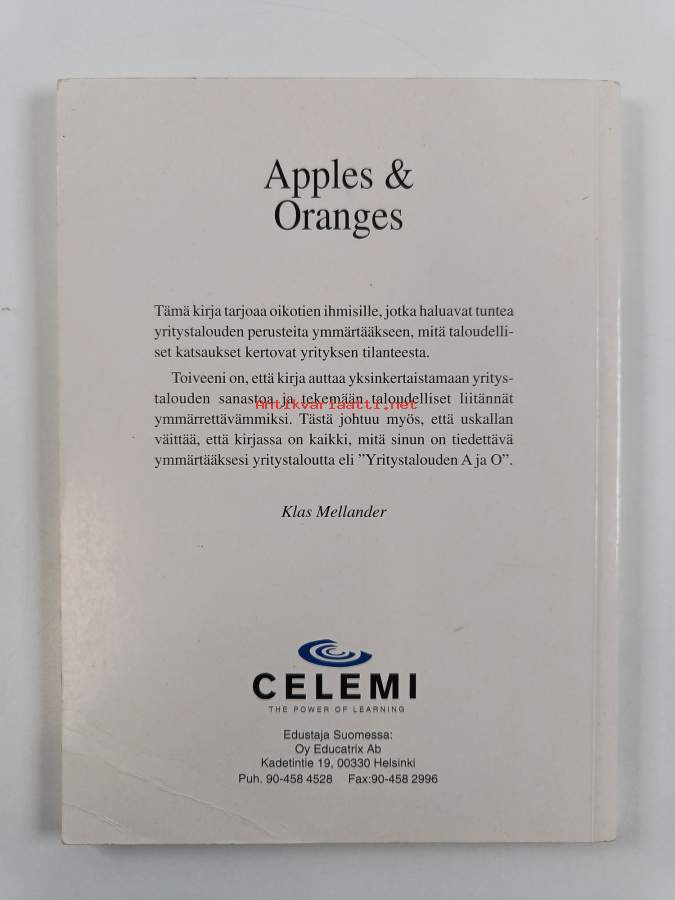 Apples &
Oranges
Tämä kirja tarjoaa oikotien ihmisille, jotka haluavat tuntea
yritystalouden perusteita ymmärtääkseen, mitä taloudelli-
set katsaukset kertovat yrityksen tilanteesta.
Toiveeni on, että kirja auttaa yksinkertaistamaan yritys-
talouden sanastoa ja tekemään taloudelliset liitännät
Antikvariaatti.net
ymmärrettävämmiksi. Tästä johtuu myös, että uskallan
väittää, että kirjassa on kaikki, mitä sinun on tiedettävä
ymmärtääksesi yritystaloutta eli ”Yritystalouden A ja O”.
Klas Mellander
CELEMI
THE POWER OF LEARNING
Edustaja Suomessa:
Oy Educatrix Ab
Kadetintie 19, 00330 Helsinki
Puh. 90-458 4528 Fax:90-458 2996